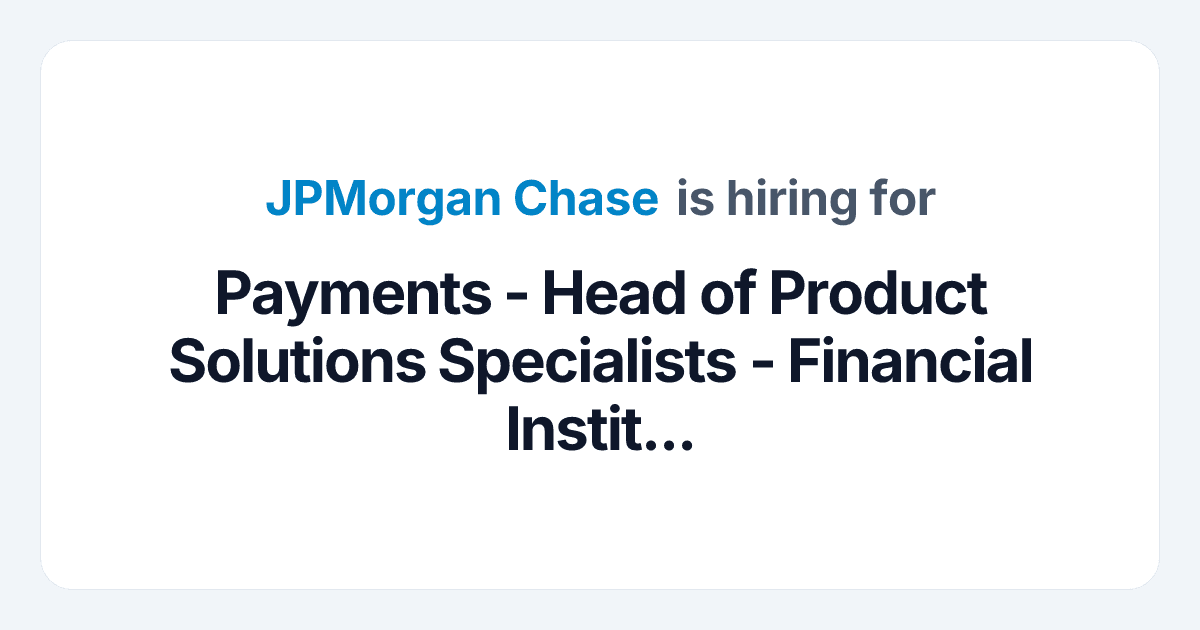 JPMorgan Chase is hiring for
Payments - Head of Product
Solutions Specialists - Financial
Instit...